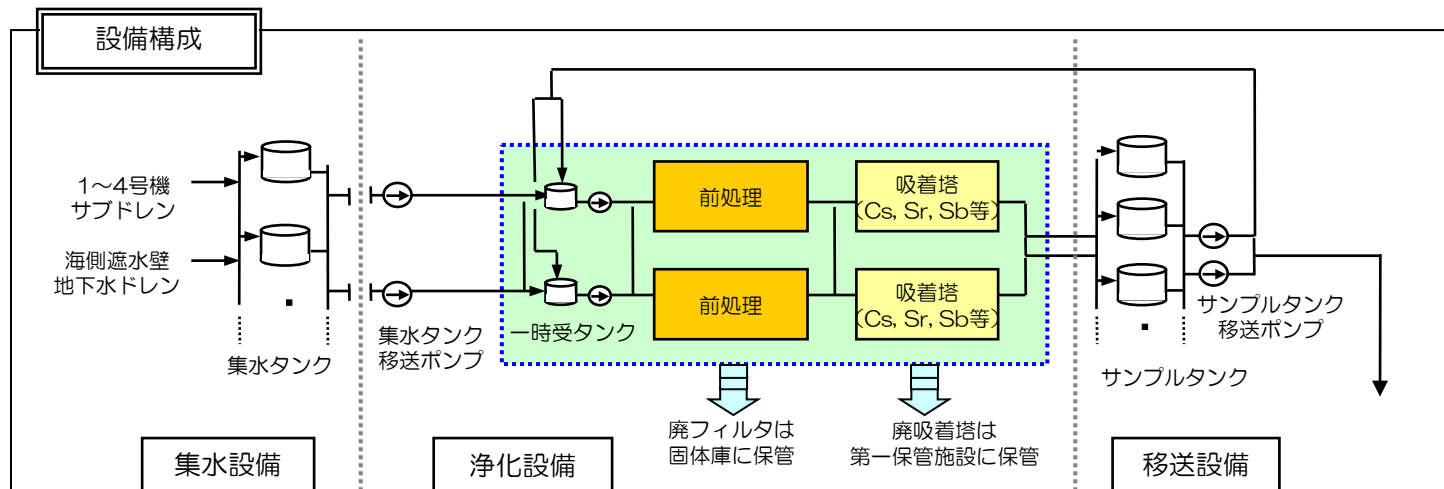 設備構成
1～4号機
サブドレン
海側遮水壁
地下水ドレン
集水タンク
集水タンク
移送ポンプ
一時受タンク
前処理
吸着塔
(Cs, Sr, Sb等)
前処理
吸着塔
(Cs, Sr, Sb等)
サンプルタンク
移送ポンプ
サンプルタンク
廃フィルタは
固体庫に保管
廃吸着塔は
第一保管施設に保管
集水設備
浄化設備
移送設備